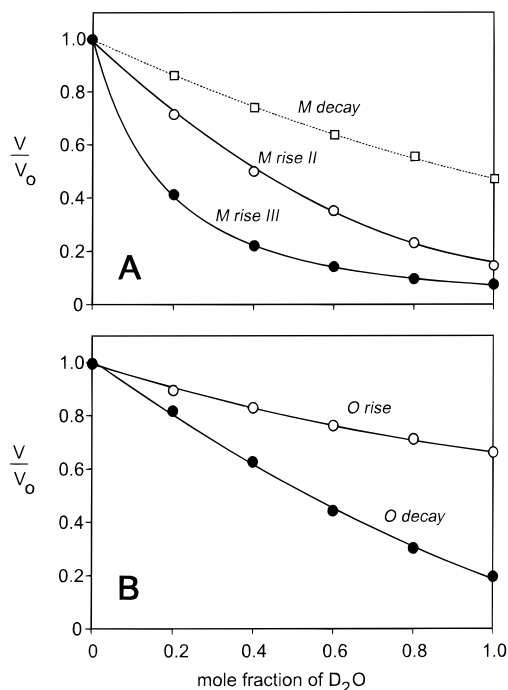 1.0
0.8
0.6
0.4
0.2
0
V
Vo
M decay
M rise II
M rise III
A
1.0
0.8
0.6
0.4
0.2
V
Vo
O rise
O decay
B
0 0.2 0.4 0.6 0.8 1.0
mole fraction of D2O